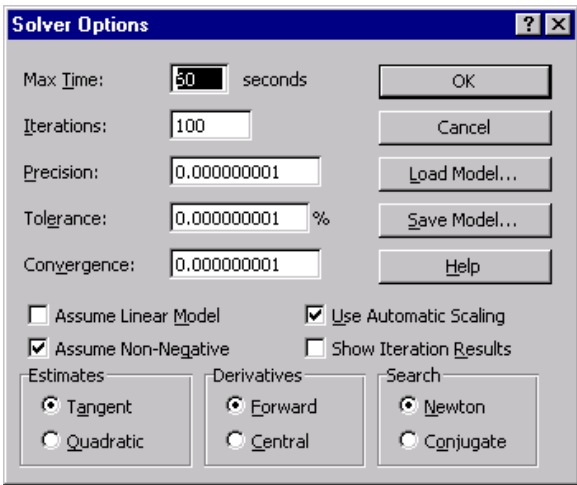 Solver Options
Max Time: 60 seconds
OK
Iterations: 100
Cancel
Precision: 0.000000001
Load Model...
Tolerance: 0.000000001 %
Save Model...
Convergence: 0.000000001
Help
Assume Linear Model
Use Automatic Scaling
Assume Non-Negative
Show Iteration Results
Estimates
Tangent
Quadratic
Derivatives
Forward
Central
Search
Newton
Conjugate